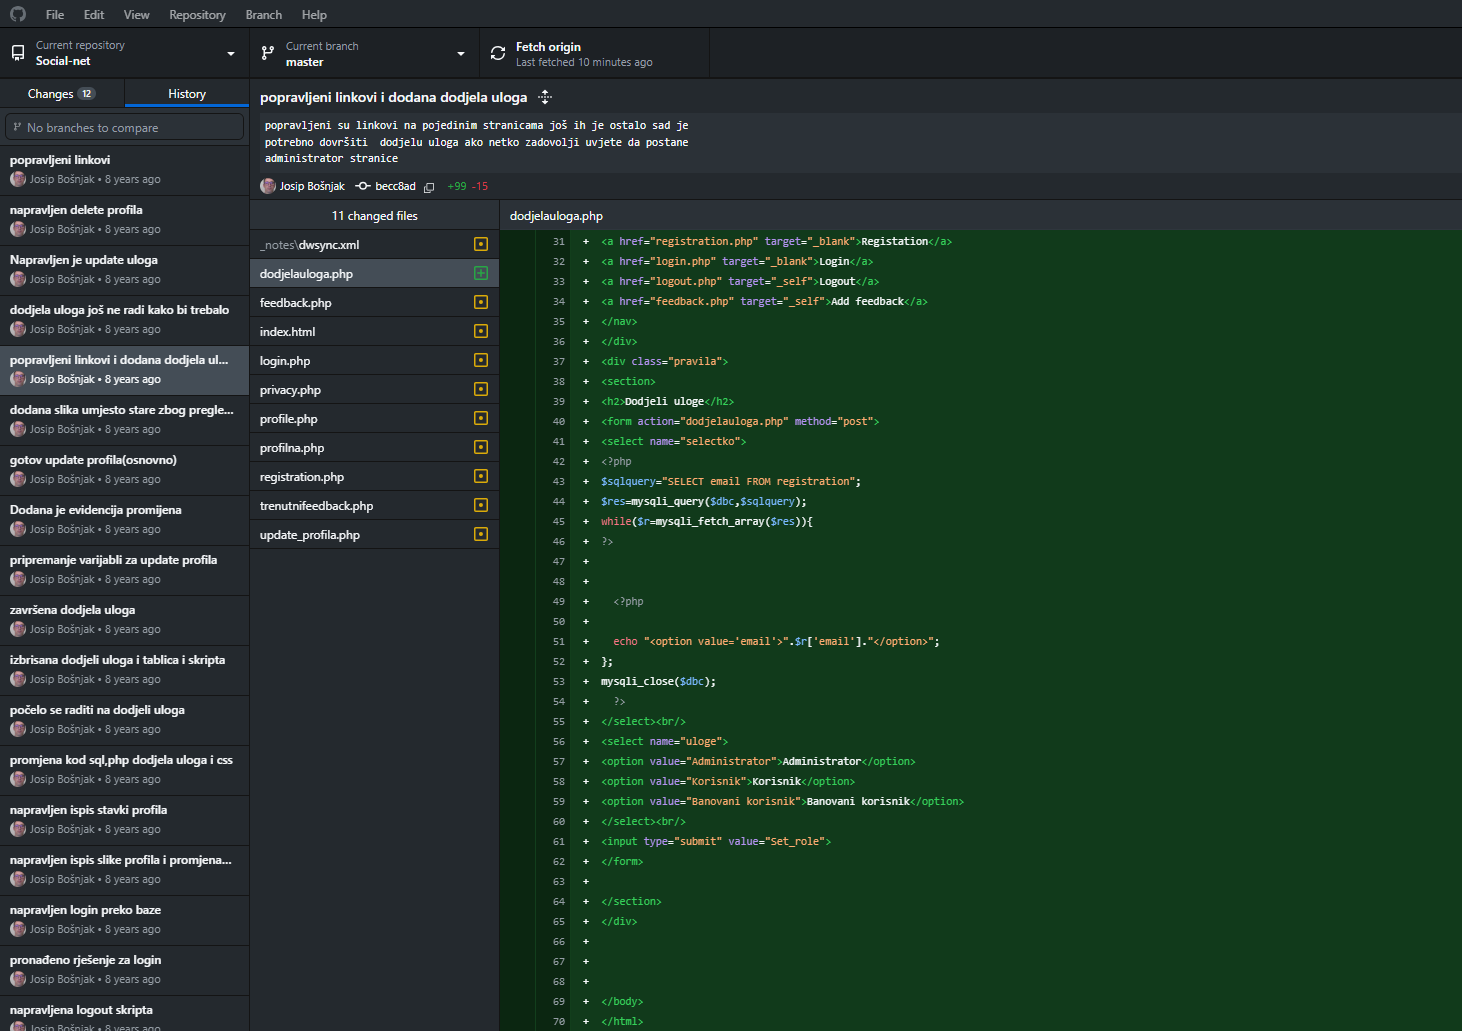 File Edit View Repository Branch Help
Current repository
Social-net
Current branch
master
Fetch origin
Last fetched 10 minutes ago
Changes 12
History
No branches to compare
popravljeni linkovi
Josip Bošnjak • 8 years ago
napravljen delete profila
Josip Bošnjak • 8 years ago
Napravljen je update uloga
Josip Bošnjak • 8 years ago
dodjela uloga još ne radi kako bi trebalo
Josip Bošnjak • 8 years ago
popravljeni linkovi i dodana dodjela ul...
Josip Bošnjak • 8 years ago
dodana slika umjesto stare zbog pregle...
Josip Bošnjak • 8 years ago
gotov update profila(osnovno)
Josip Bošnjak • 8 years ago
Dodana je evidencija promijena
Josip Bošnjak • 8 years ago
pripremanje varijabli za update profila
Josip Bošnjak • 8 years ago
završena dodjela uloga
Josip Bošnjak • 8 years ago
izbrisana dodjeli uloga i tablica i skripta
Josip Bošnjak • 8 years ago
počelo se raditi na dodjeli uloga
Josip Bošnjak • 8 years ago
promjena kod sql,php dodjela uloga i css
Josip Bošnjak • 8 years ago
napravljen ispis stavki profila
Josip Bošnjak • 8 years ago
napravljen ispis slike profila i promjena...
Josip Bošnjak • 8 years ago
napravljen login preko baze
Josip Bošnjak • 8 years ago
pronađeno rješenje za login
Josip Bošnjak • 8 years ago
napravljena logout skripta
Josip Bošnjak • 8 years ago
popravljeni linkovi i dodana dodjela uloga
popravljeni su linkovi na pojedinim stranicama još ih je ostalo sad je
potrebno dovršiti  dodjelu uloga ako netko zadovolji uvjete da postane
administrator stranice
Josip Bošnjak becc8ad +99 -15
11 changed files
_notes\dwsync.xml
dodjelauloga.php
feedback.php
index.html
login.php
privacy.php
profile.php
profilna.php
registration.php
trenutnifeedback.php
update_profila.php
dodjelauloga.php
31 + <a href="registration.php" target="_blank">Registation</a>
32 + <a href="login.php" target="_blank">Login</a>
33 + <a href="logout.php" target="_self">Logout</a>
34 + <a href="feedback.php" target="_self">Add feedback</a>
35 + </nav>
36 + </div>
37 + <div class="pravila">
38 + <section>
39 + <h2>Dodjeli uloge</h2>
40 + <form action="dodjelauloga.php" method="post">
41 + <select name="selectko">
42 + <?php
43 + $sqlquery="SELECT email FROM registration";
44 + $res=mysqli_query($dbc,$sqlquery);
45 + while($r=mysqli_fetch_array($res)){
46 + ?>
47 +
48 +
49 +   <?php
50 +
51 +   echo "<option value='email'>".$r['email']."</option>";
52 + };
53 + mysqli_close($dbc);
54 +   ?>
55 + </select><br/>
56 + <select name="uloge">
57 + <option value="Administrator">Administrator</option>
58 + <option value="Korisnik">Korisnik</option>
59 + <option value="Banovani korisnik">Banovani korisnik</option>
60 + </select><br/>
61 + <input type="submit" value="Set_role">
62 + </form>
63 +
64 + </section>
65 + </div>
66 +
67 +
68 +
69 + </body>
70 + </html>